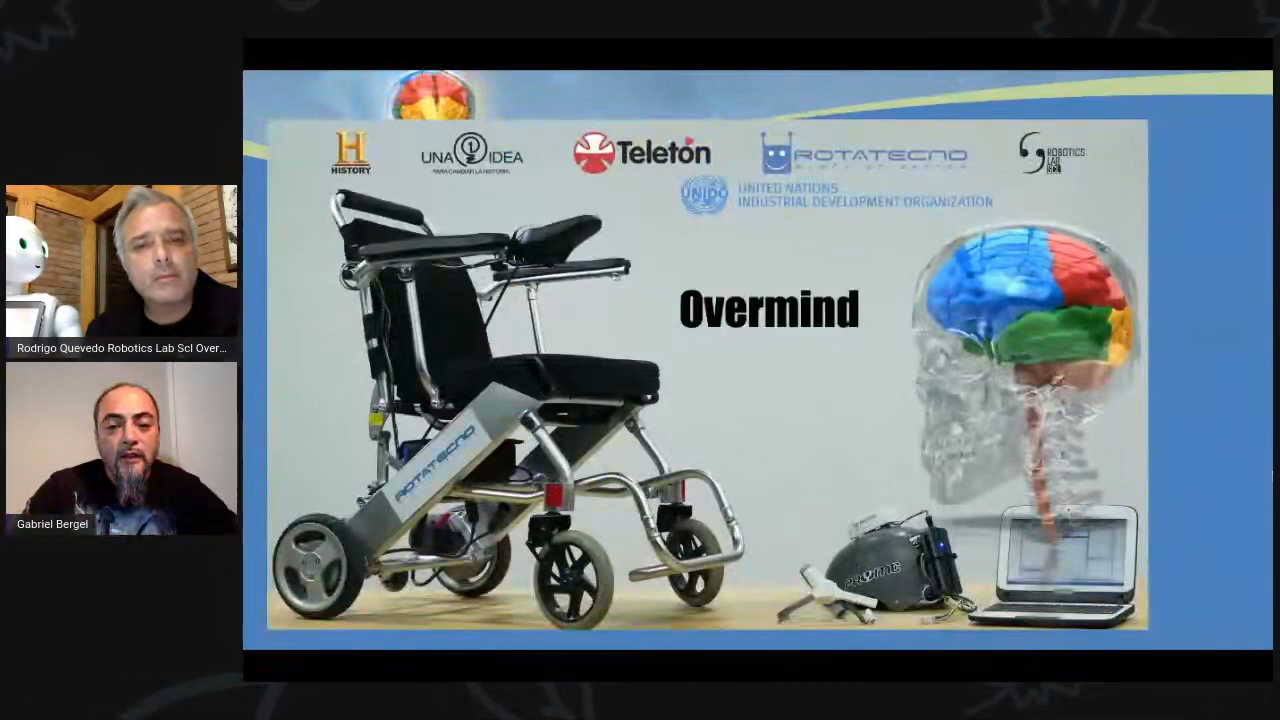 HISTORY
UNA IDEA
PARA CAMBIAR LA HISTORIA
Teletón
ROTATECNO
ROBOTICS
LAB
SCL
UNIDO
UNITED NATIONS
INDUSTRIAL DEVELOPMENT ORGANIZATION
Overmind
ROTATECNO
Rodrigo Quevedo Robotics Lab Scl Over...
Gabriel Bergel